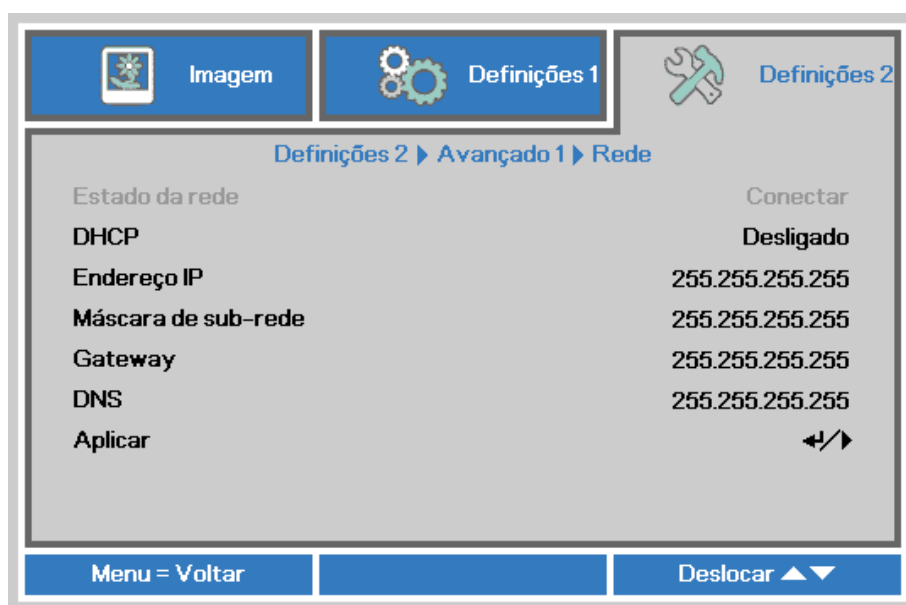 Imagem
Definições 1
Definições 2
Definições 2 ▶ Avançado 1 ▶ Rede
Estado da rede Conectar
DHCP Desligado
Endereço IP 255.255.255.255
Máscara de sub-rede 255.255.255.255
Gateway 255.255.255.255
DNS 255.255.255.255
Aplicar ↵/▶
Menu = Voltar
Deslocar ▲▼